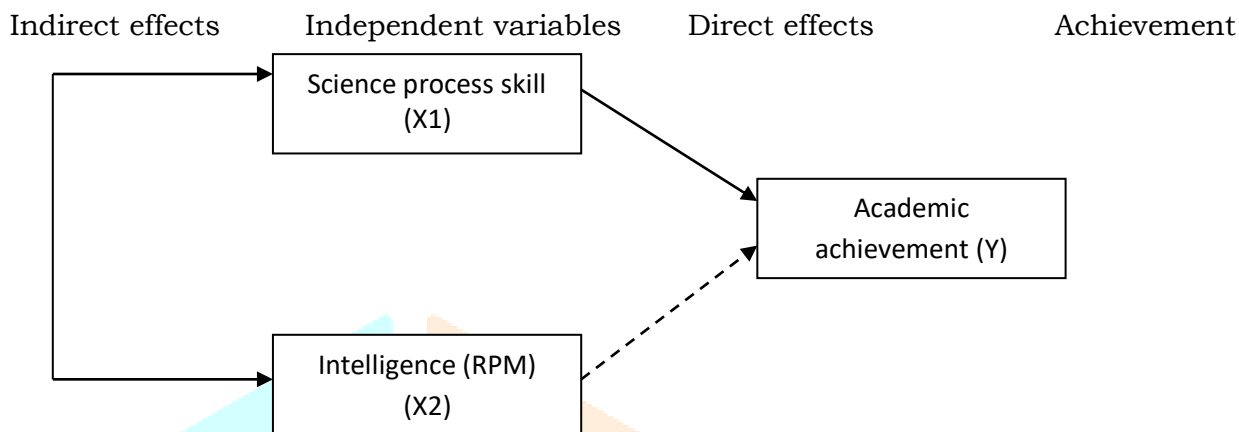 Indirect effects Independent variables Direct effects Achievement
Science process skill
(X1)
Academic
achievement (Y)
Intelligence (RPM)
(X2)